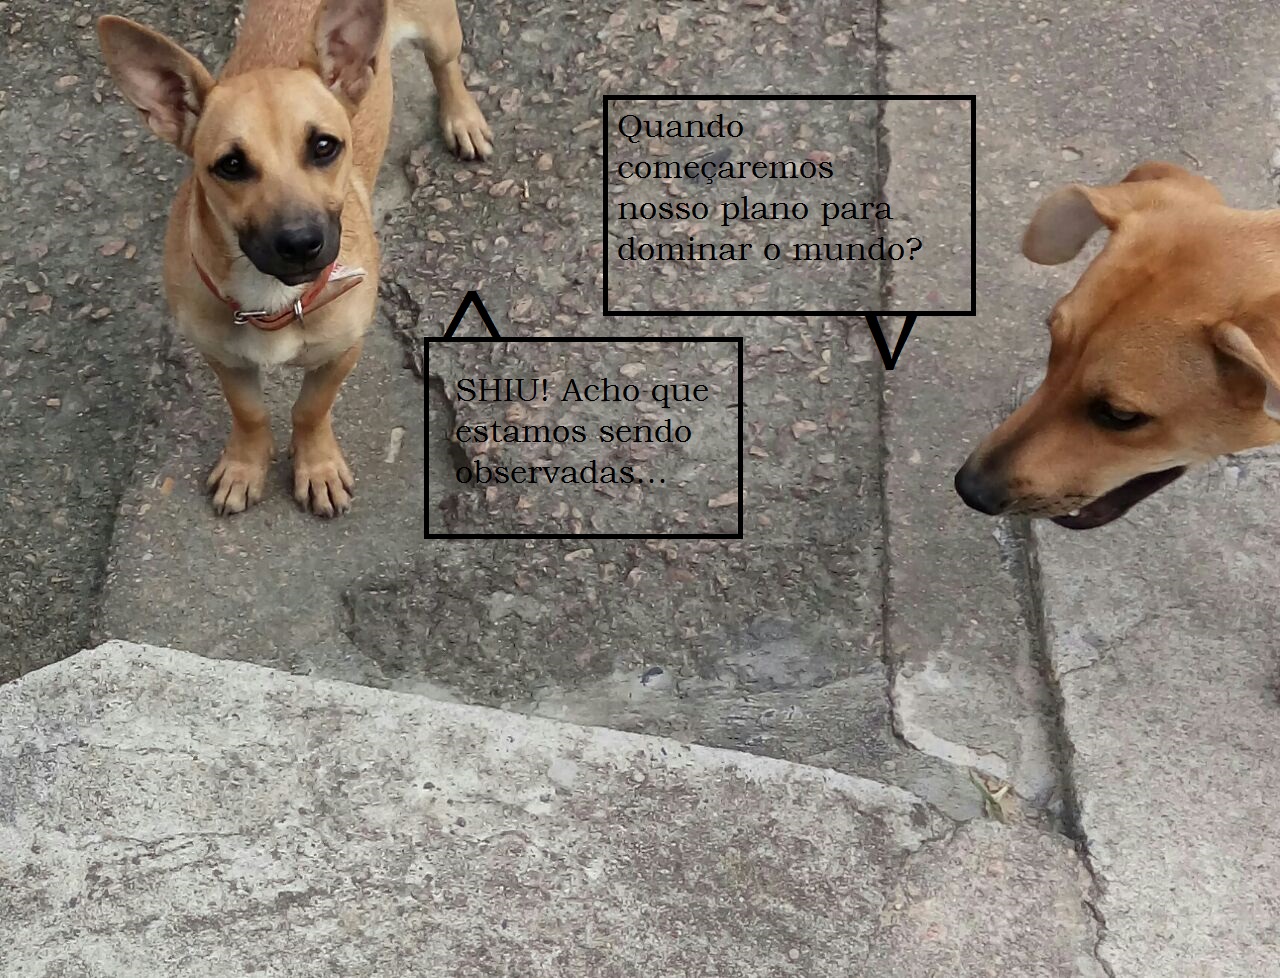 Quando
começaremos
nosso plano para
dominar o mundo?
SHIU! Acho que
estamos sendo
observadas...